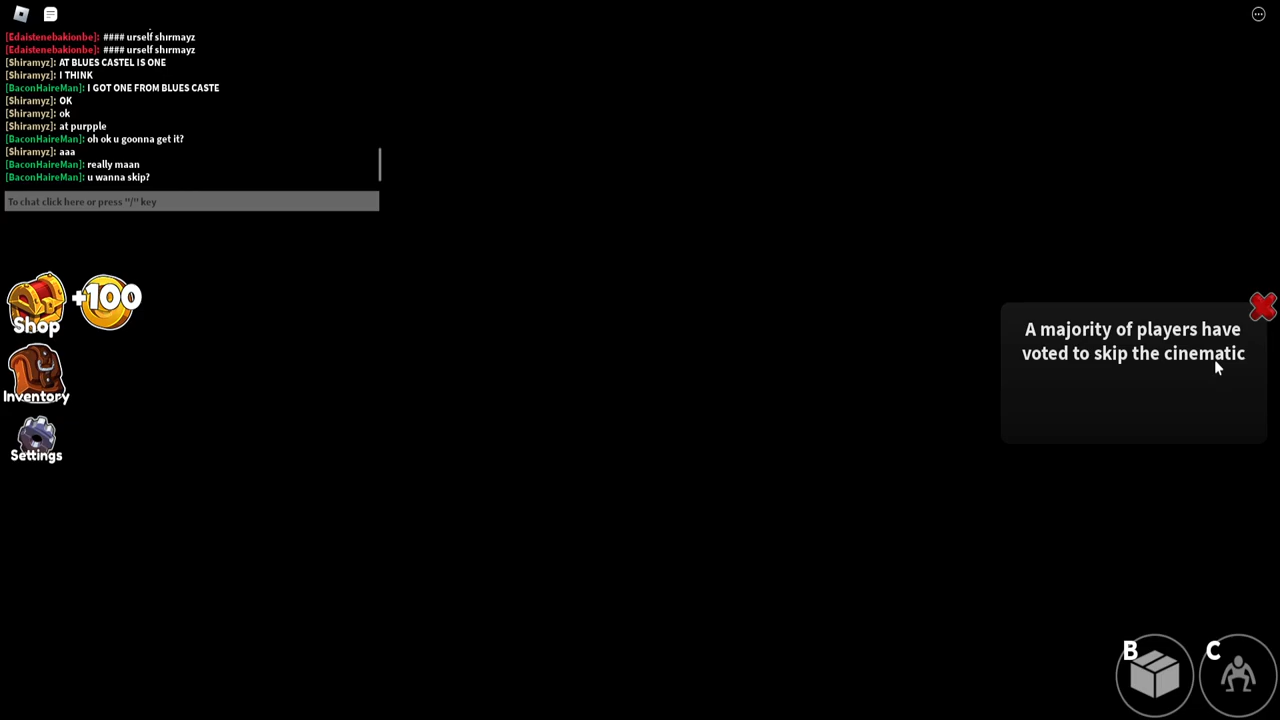 [Edaistenebakionbe]: #### urself shirmayz
[Edaistenebakionbe]: #### urself shirmayz
[Shiramyz]: AT BLUES CASTEL IS ONE
[Shiramyz]: I THINK
[BaconHaireMan]: I GOT ONE FROM BLUES CASTE
[Shiramyz]: OK
[Shiramyz]: ok
[Shiramyz]: at purpple
[BaconHaireMan]: oh ok u goonna get it?
[Shiramyz]: aaa
[BaconHaireMan]: really maan
[BaconHaireMan]: u wanna skip?
To chat click here or press "/" key
+100
Shop
Inventory
Settings
A majority of players have
voted to skip the cinematic
B
C